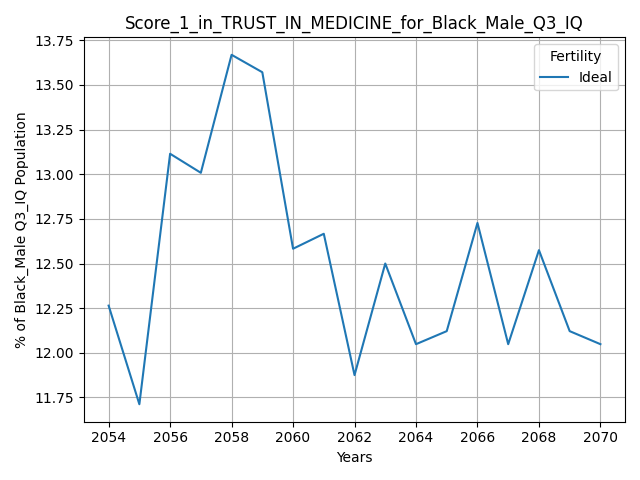 Score_1_in_TRUST_IN_MEDICINE_for_Black_Male_Q3_IQ
Fertility
Ideal
13.75
13.50
13.25
13.00
12.75
12.50
12.25
12.00
11.75
% of Black_Male Q3_IQ Population
2054 2056 2058 2060 2062 2064 2066 2068 2070
Years